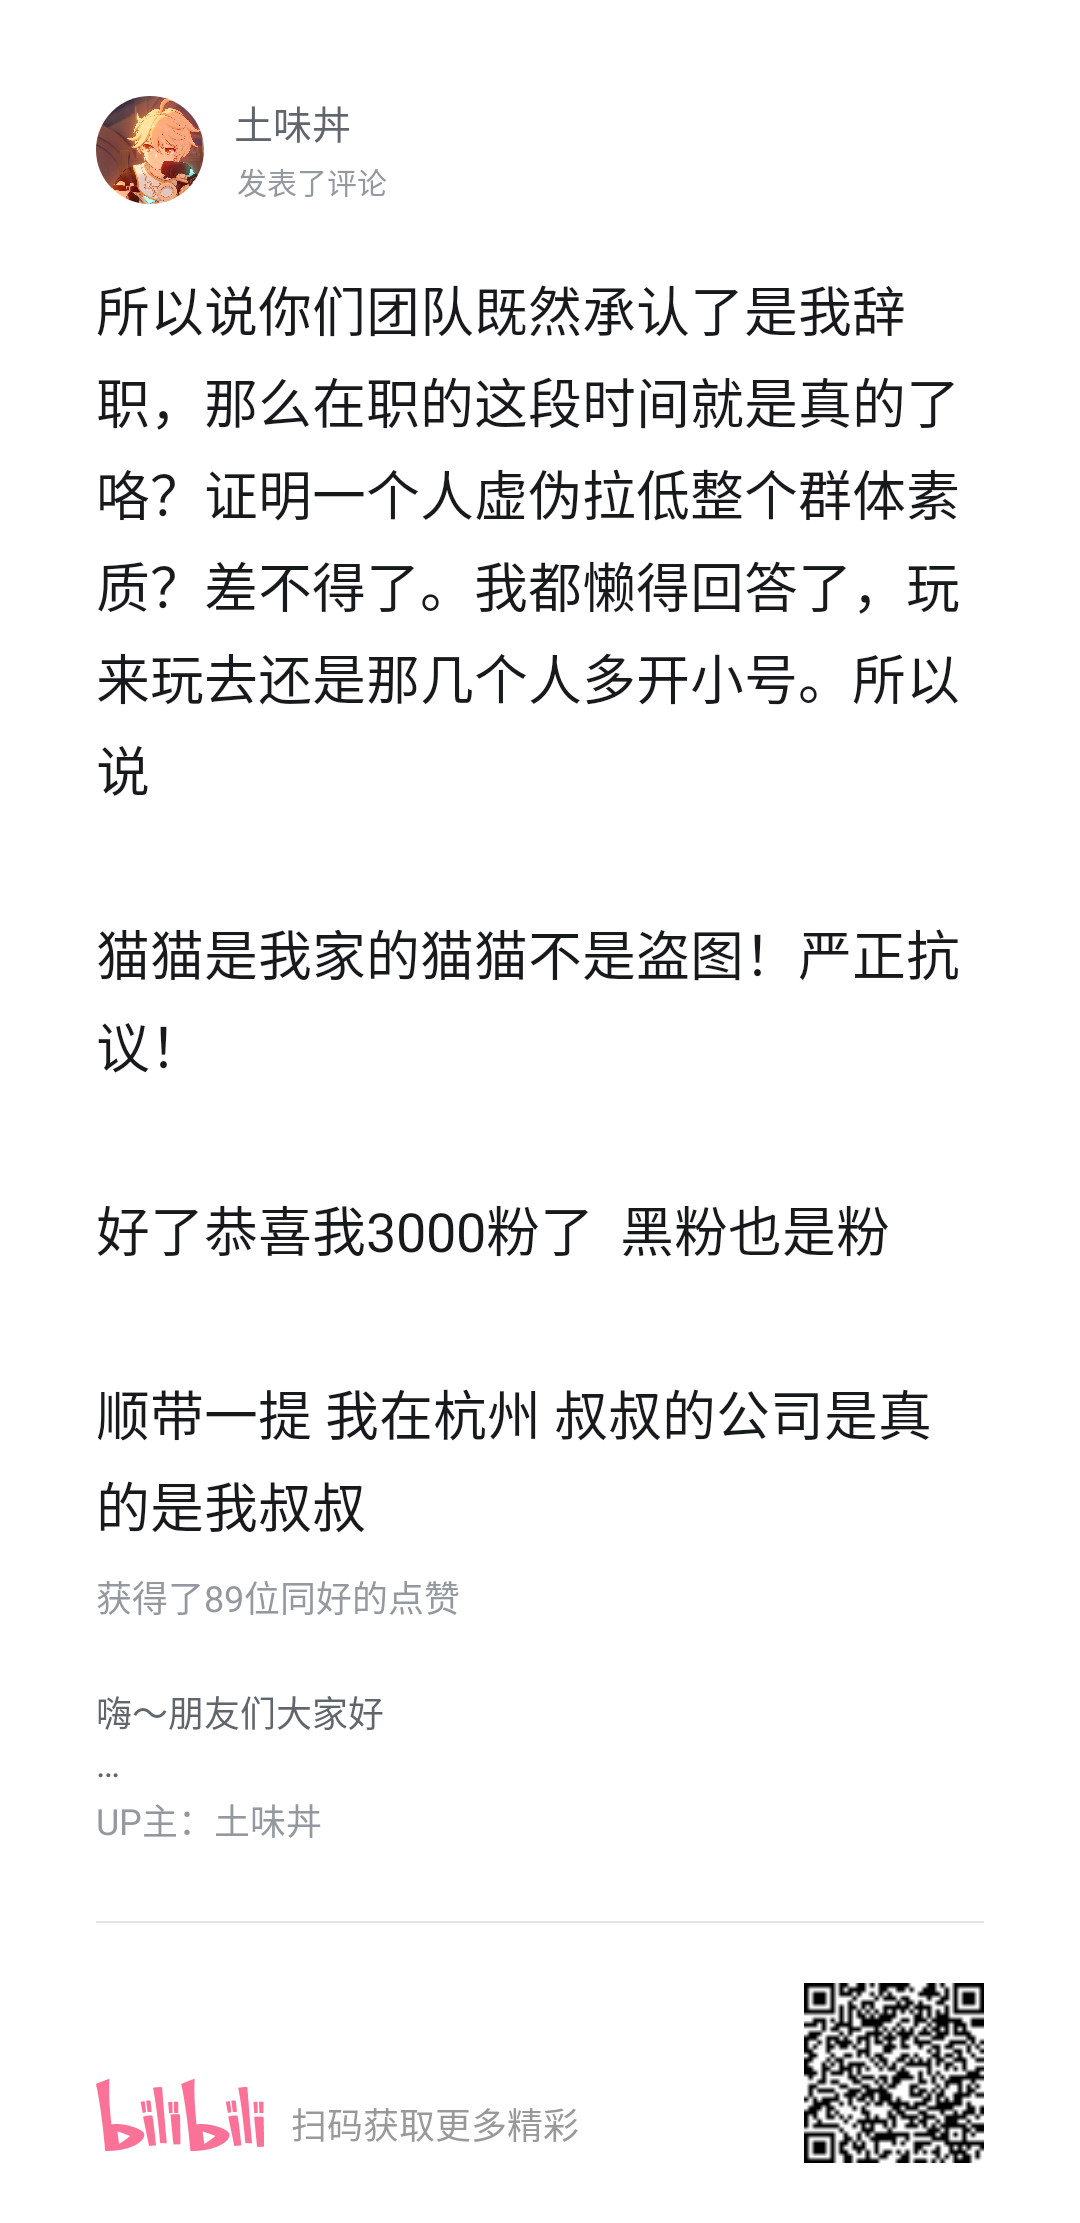 土味丼
发表了评论
所以说你们团队既然承认了是我辞
职，那么在职的这段时间就是真的了
咯？证明一个人虚伪拉低整个群体素
质？差不得了。我都懒得回答了，玩
来玩去还是那几个人多开小号。所以
说
猫猫是我家的猫猫不是盗图！严正抗
议！
好了恭喜我3000粉了 黑粉也是粉
顺带一提 我在杭州 叔叔的公司是真
的是我叔叔
获得了89位同好的点赞
嗨～朋友们大家好
...
UP主：土味丼
bilibili 扫码获取更多精彩